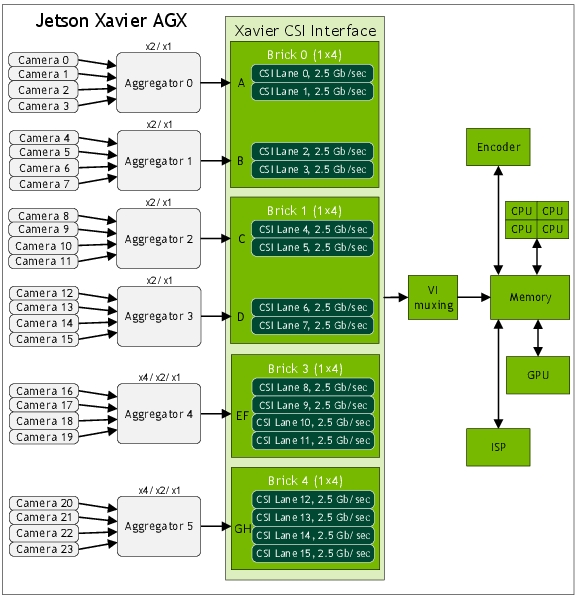 Jetson Xavier AGX
Xavier CSI Interface
x2/x1
Camera 0
Camera 1
Camera 2
Camera 3
Aggregator 0
A
Brick 0 (1×4)
CSI Lane 0, 2.5 Gb/sec
CSI Lane 1, 2.5 Gb/sec
x2/x1
Camera 4
Camera 5
Camera 6
Camera 7
Aggregator 1
B
CSI Lane 2, 2.5 Gb/sec
CSI Lane 3, 2.5 Gb/sec
x2/x1
Camera 8
Camera 9
Camera 10
Camera 11
Aggregator 2
C
Brick 1 (1×4)
CSI Lane 4, 2.5 Gb/sec
CSI Lane 5, 2.5 Gb/sec
x2/x1
Camera 12
Camera 13
Camera 14
Camera 15
Aggregator 3
D
CSI Lane 6, 2.5 Gb/sec
CSI Lane 7, 2.5 Gb/sec
x4/x2/x1
Camera 16
Camera 17
Camera 18
Camera 19
Aggregator 4
EF
Brick 3 (1×4)
CSI Lane 8, 2.5 Gb/sec
CSI Lane 9, 2.5 Gb/sec
CSI Lane 10, 2.5 Gb/sec
CSI Lane 11, 2.5 Gb/sec
x4/x2/x1
Camera 20
Camera 21
Camera 22
Camera 23
Aggregator 5
GH
Brick 4 (1×4)
CSI Lane 12, 2.5 Gb/sec
CSI Lane 13, 2.5 Gb/sec
CSI Lane 14, 2.5 Gb/sec
CSI Lane 15, 2.5 Gb/sec
VI
muxing
Encoder
CPU CPU
CPU CPU
Memory
GPU
ISP